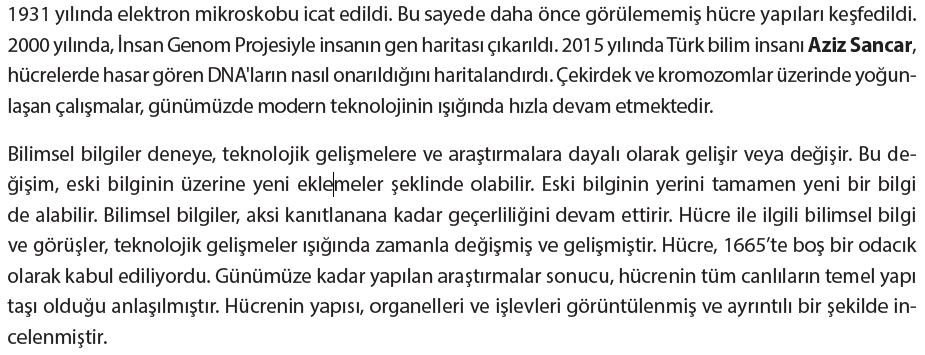 1931 yılında elektron mikroskobu icat edildi. Bu sayede daha önce görülememiş hücre yapıları keşfedildi.
2000 yılında, İnsan Genom Projesiyle insanın gen haritası çıkarıldı. 2015 yılında Türk bilim insanı Aziz Sancar,
hücrelerde hasar gören DNA'ların nasıl onarıldığını haritalandırdı. Çekirdek ve kromozomlar üzerinde yoğun-
laşan çalışmalar, günümüzde modern teknolojinin ışığında hızla devam etmektedir.
Bilimsel bilgiler deneye, teknolojik gelişmelere ve araştırmalara dayalı olarak gelişir veya değişir. Bu de-
ğişim, eski bilginin üzerine yeni eklemeler şeklinde olabilir. Eski bilginin yerini tamamen yeni bir bilgi
de alabilir. Bilimsel bilgiler, aksi kanıtlanana kadar geçerliliğini devam ettirir. Hücre ile ilgili bilimsel bilgi
ve görüşler, teknolojik gelişmeler ışığında zamanla değişmiş ve gelişmiştir. Hücre, 1665’te boş bir odacık
olarak kabul ediliyordu. Günümüze kadar yapılan araştırmalar sonucu, hücrenin tüm canlıların temel yapı
taşı olduğu anlaşılmıştır. Hücrenin yapısı, organelleri ve işlevleri görüntülenmiş ve ayrıntılı bir şekilde in-
celenmiştir.